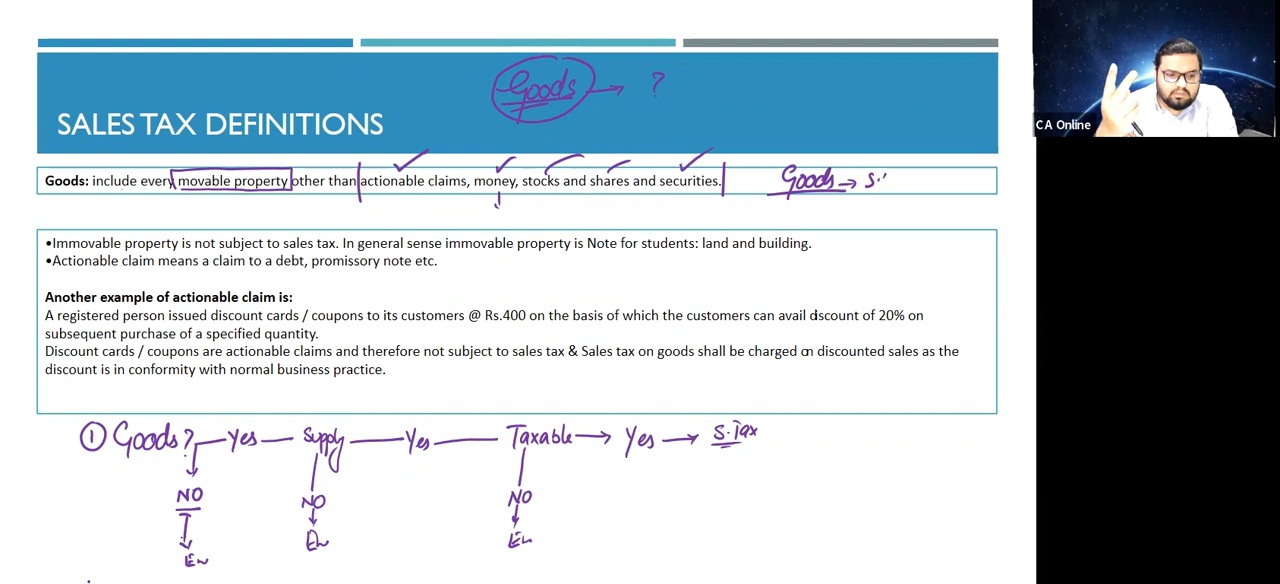 Goods → ?
SALES TAX DEFINITIONS
CA Online
Goods: include every movable property other than actionable claims, money, stocks and shares and securities.
Goods → S.
•Immovable property is not subject to sales tax. In general sense immovable property is Note for students: land and building.
•Actionable claim means a claim to a debt, promissory note etc.
Another example of actionable claim is:
A registered person issued discount cards / coupons to its customers @ Rs.400 on the basis of which the customers can avail discount of 20% on
subsequent purchase of a specified quantity.
Discount cards / coupons are actionable claims and therefore not subject to sales tax & Sales tax on goods shall be charged on discounted sales as the
discount is in conformity with normal business practice.
① Goods? Yes Supply Yes Taxable → Yes → S.Tax
NO NO NO